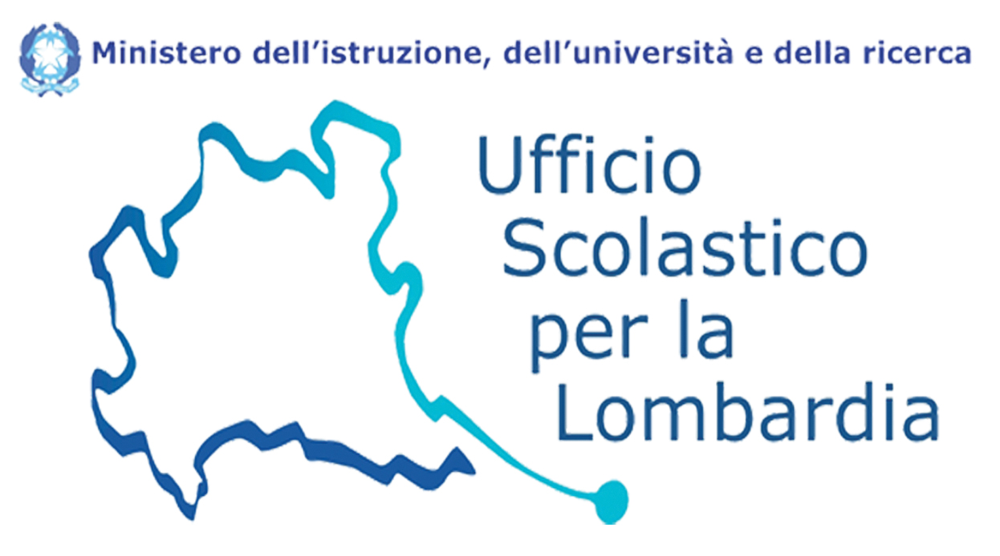 Ministero dell'istruzione, dell'università e della ricerca
Ufficio
Scolastico
per la
Lombardia